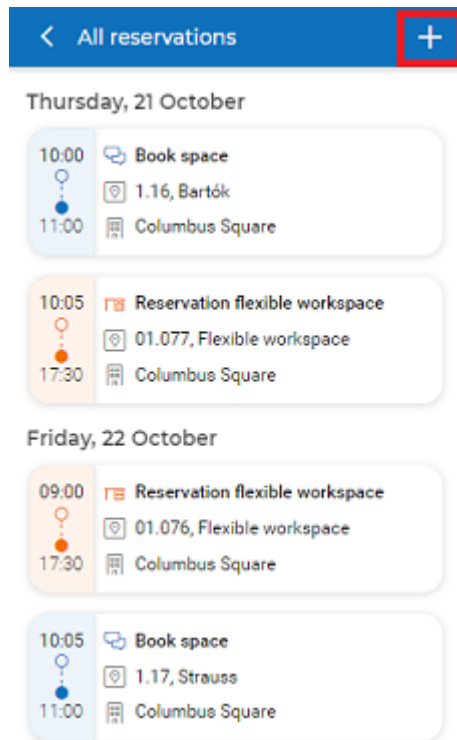 All reservations
Thursday, 21 October
10:00 Book space
1.16, Bartók
11:00 Columbus Square
10:05 Reservation flexible workspace
01.077, Flexible workspace
17:30 Columbus Square
Friday, 22 October
09:00 Reservation flexible workspace
01.076, Flexible workspace
17:30 Columbus Square
10:05 Book space
1.17, Strauss
11:00 Columbus Square